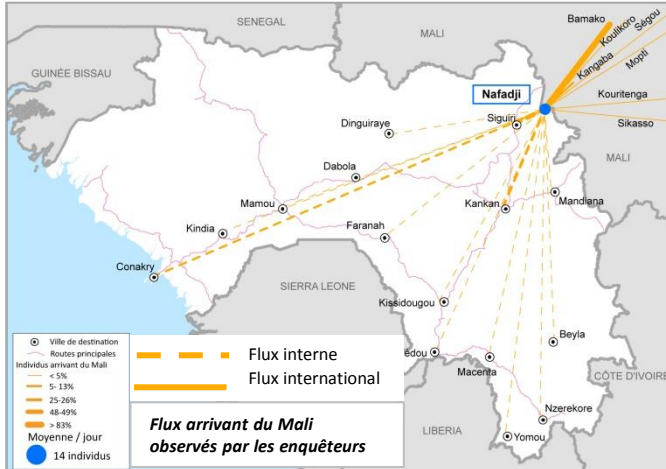 SENEGAL
MALI
Bamako
Koulikoro
Ségou
Kangaba
Mopti
GUINÉE BISSAU
Nafadji
Kouritenga
Siguiri
Sikasso
Dinguiraye
MALI
Dabola
Mamou
Kankan
Mandiana
Kindia
Faranah
Conakry
SIERRA LEONE
Kissidougou
Beyla
édou
Macenta
CÔTE D'IVOIRE
Nzerekore
LIBERIA
Yomou
Ville de destination
Routes principales
Individus arrivant du Mali
< 5%
5- 13%
25-26%
48-49%
> 83%
Moyenne / jour
14 individus
Flux interne
Flux international
Flux arrivant du Mali
observés par les enquêteurs